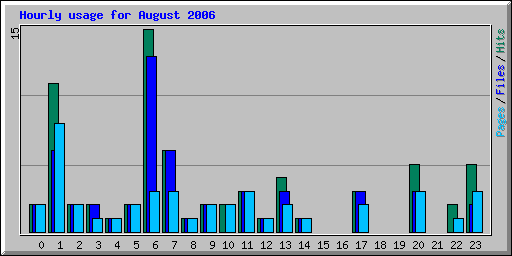 Hourly usage for August 2006
15
Pages/Files/Hits
0 1 2 3 4 5 6 7 8 9 10 11 12 13 14 15 16 17 18 19 20 21 22 23